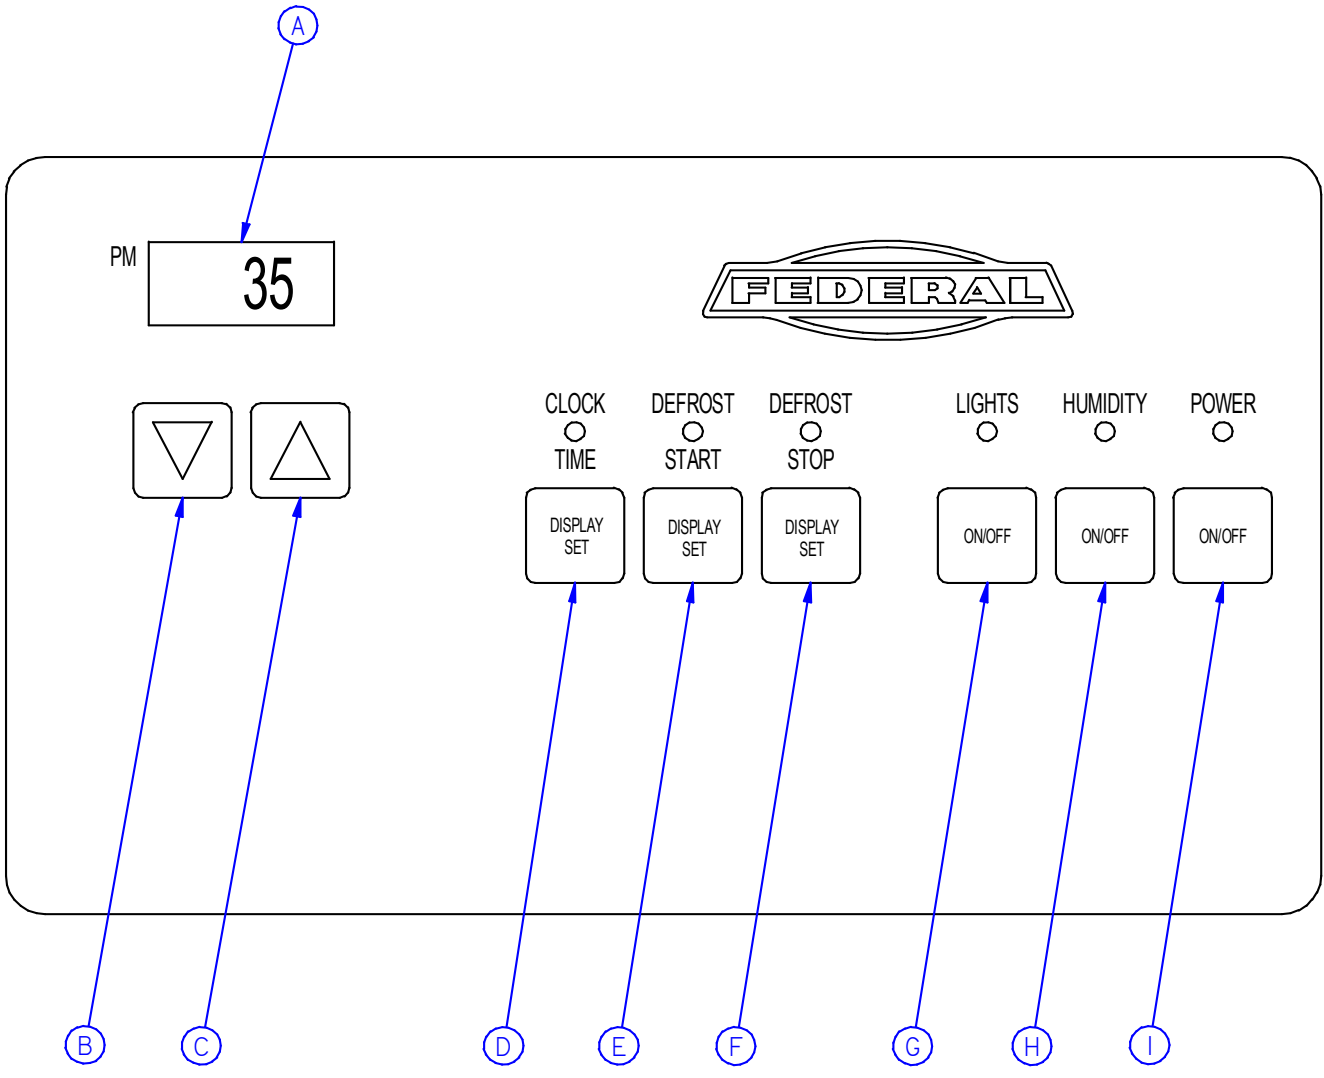 A
PM 35
FEDERAL
CLOCK DEFROST DEFROST LIGHTS HUMIDITY POWER
TIME START STOP
DISPLAY SET DISPLAY SET DISPLAY SET ON/OFF ON/OFF ON/OFF
B C D E F G H I